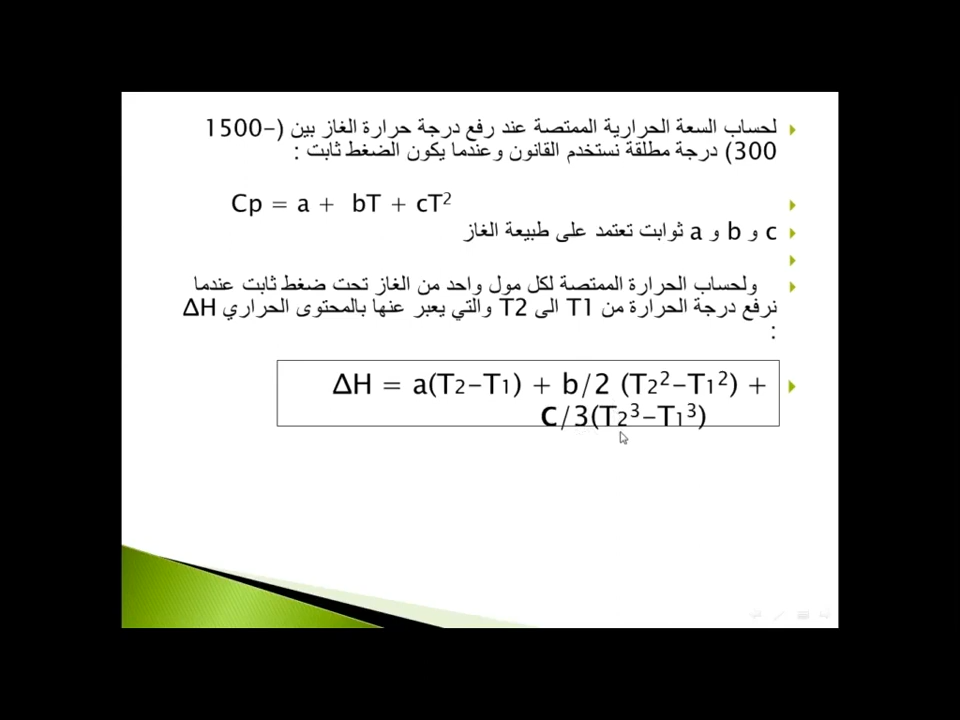 لحساب السعة الحرارية الممتصة عند رفع درجة حرارة الغاز بين (1500-
300) درجة مطلقة نستخدم القانون وعندما يكون الضغط ثابت :
Cp = a + bT + cT²
c و b و a ثوابت تعتمد على طبيعة الغاز
ولحساب الحرارة الممتصة لكل مول واحد من الغاز تحت ضغط ثابت عندما
نرفع درجة الحرارة من T1 الى T2 والتي يعبر عنها بالمحتوى الحراري ΔH
:
ΔH = a(T2-T1) + b/2 (T2²-T1²) +
C/3(T2³-T1³)